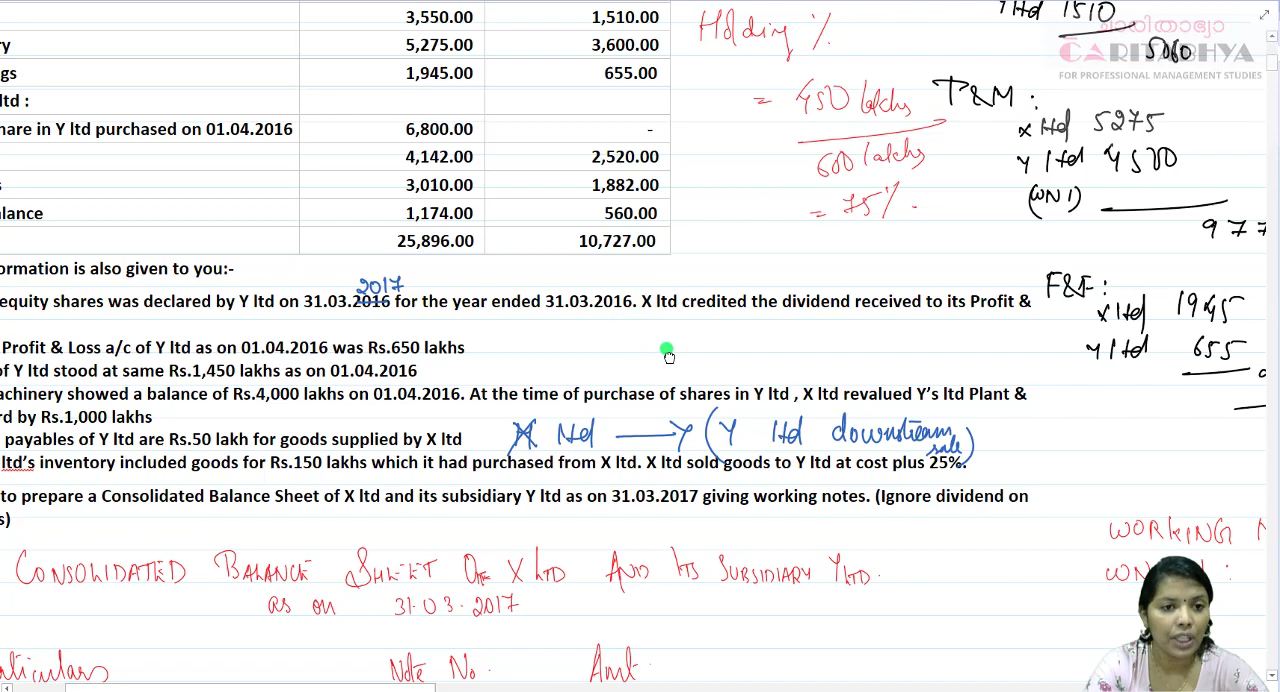 3,550.00 1,510.00
ry 5,275.00 3,600.00
gs 1,945.00 655.00
ltd :
hare in Y ltd purchased on 01.04.2016 6,800.00 -
4,142.00 2,520.00
s 3,010.00 1,882.00
alance 1,174.00 560.00
25,896.00 10,727.00
Holding %
= 450 lakhs
600 lakhs
= 75%.
Y ltd 1510
5060
പാരിതോഭ്യാ
CARITABHYA
FOR PROFESSIONAL MANAGEMENT STUDIES
P&M :
X ltd 5275
Y ltd 4500
(WN 1)
977
F&F :
X ltd 1945
Y ltd 655
ormation is also given to you:-
2017
equity shares was declared by Y ltd on 31.03.2016 for the year ended 31.03.2016. X ltd credited the dividend received to its Profit &
Profit & Loss a/c of Y ltd as on 01.04.2016 was Rs.650 lakhs
of Y ltd stood at same Rs.1,450 lakhs as on 01.04.2016
achinery showed a balance of Rs.4,000 lakhs on 01.04.2016. At the time of purchase of shares in Y ltd , X ltd revalued Y's ltd Plant &
rd by Rs.1,000 lakhs
payables of Y ltd are Rs.50 lakh for goods supplied by X ltd
X ltd → Y (Y ltd downstream sale)
ltd's inventory included goods for Rs.150 lakhs which it had purchased from X ltd. X ltd sold goods to Y ltd at cost plus 25%.
to prepare a Consolidated Balance Sheet of X ltd and its subsidiary Y ltd as on 31.03.2017 giving working notes. (Ignore dividend on
s)
WORKING N
CONSOLIDATED BALANCE SHEET OF X LTD AND ITS SUBSIDIARY Y LTD.
as on 31.03.2017
articulars Note No. Amt.